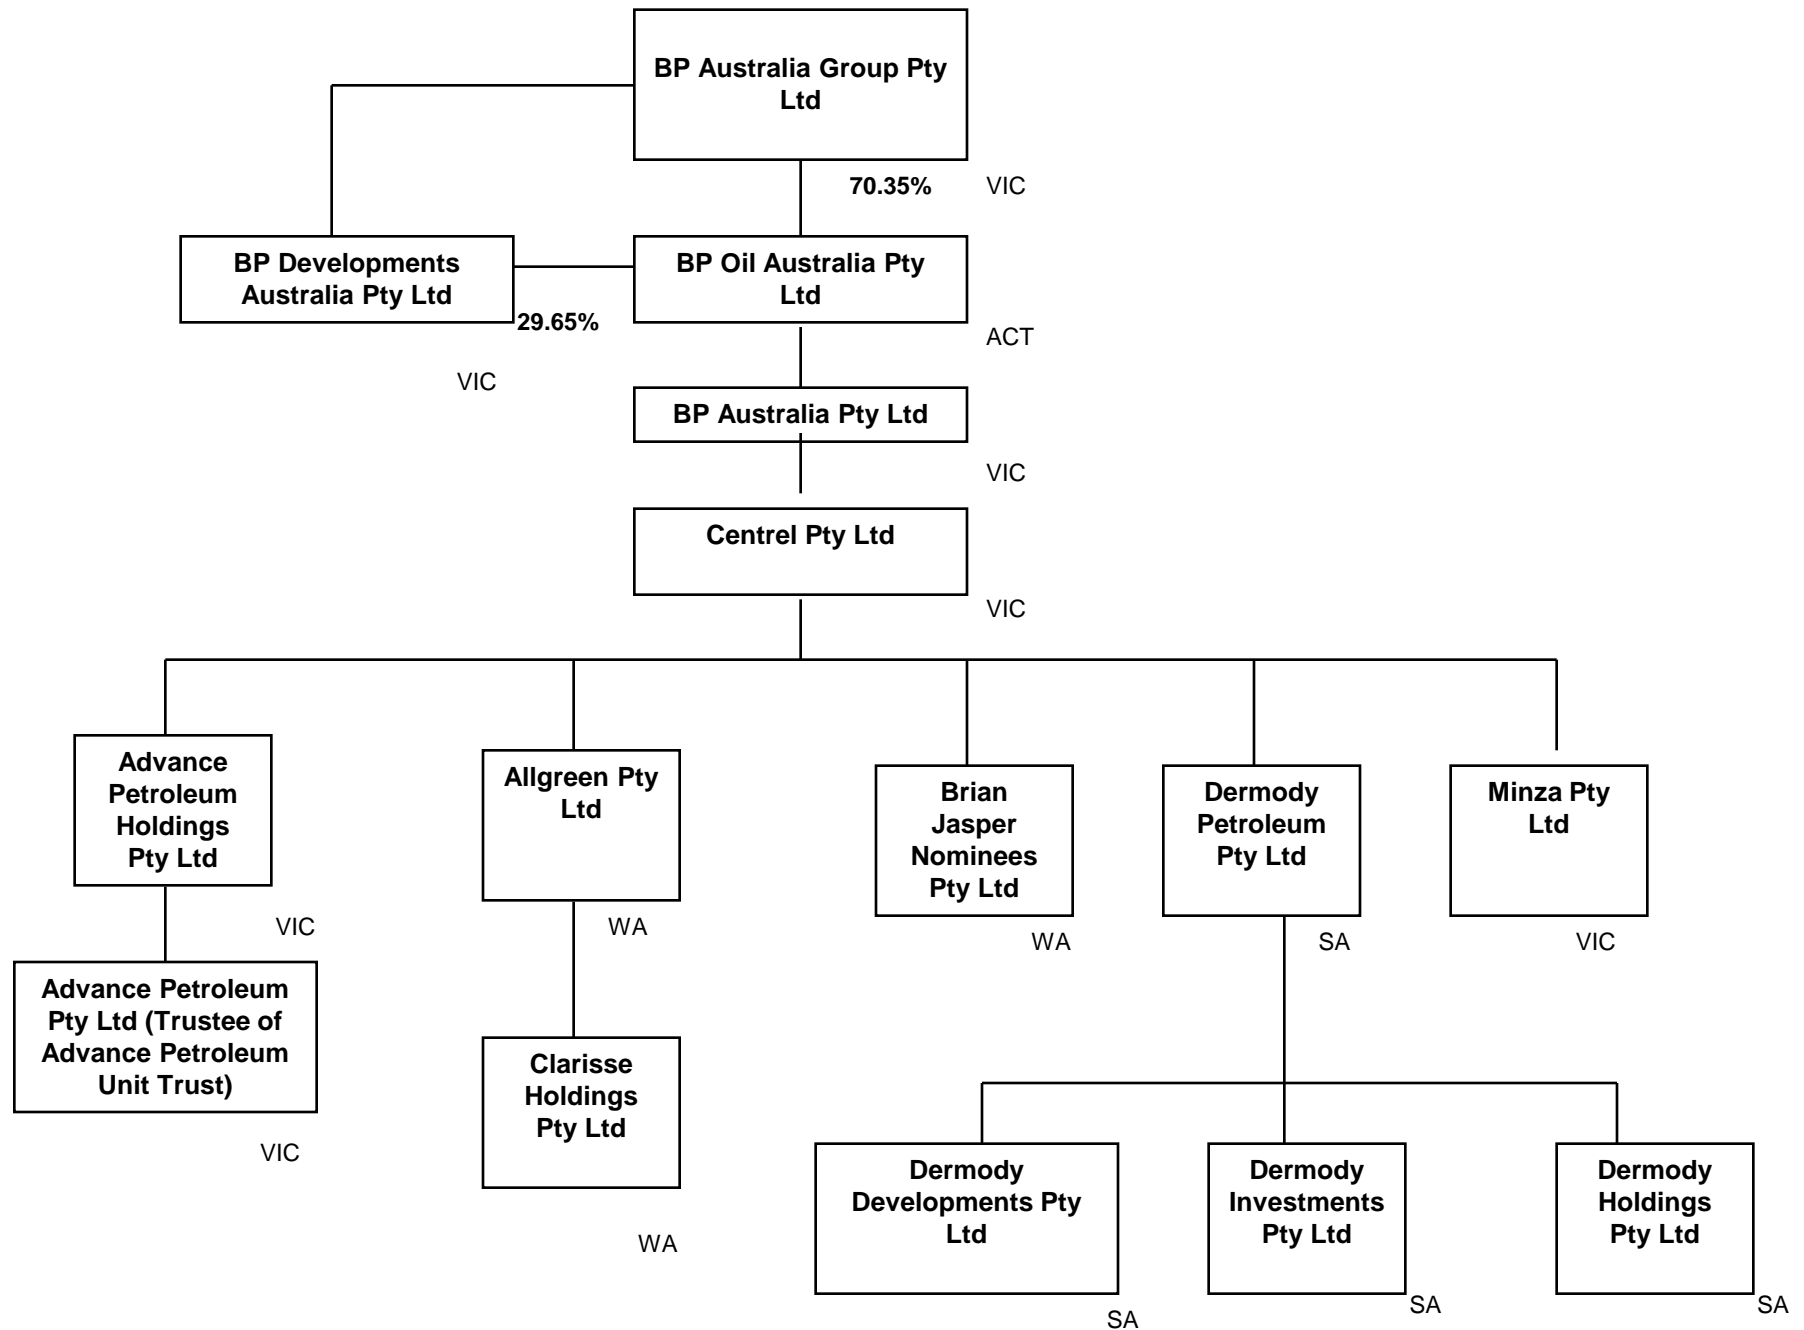 BP Australia Group Pty
Ltd
70.35%
VIC
BP Developments
Australia Pty Ltd
29.65%
VIC
BP Oil Australia Pty
Ltd
ACT
BP Australia Pty Ltd
VIC
Centrel Pty Ltd
VIC
Advance
Petroleum
Holdings
Pty Ltd
VIC
Allgreen Pty
Ltd
WA
Brian
Jasper
Nominees
Pty Ltd
WA
Dermody
Petroleum
Pty Ltd
SA
Minza Pty
Ltd
VIC
Advance Petroleum
Pty Ltd (Trustee of
Advance Petroleum
Unit Trust)
VIC
Clarisse
Holdings
Pty Ltd
WA
Dermody
Developments Pty
Ltd
SA
Dermody
Investments
Pty Ltd
SA
Dermody
Holdings
Pty Ltd
SA